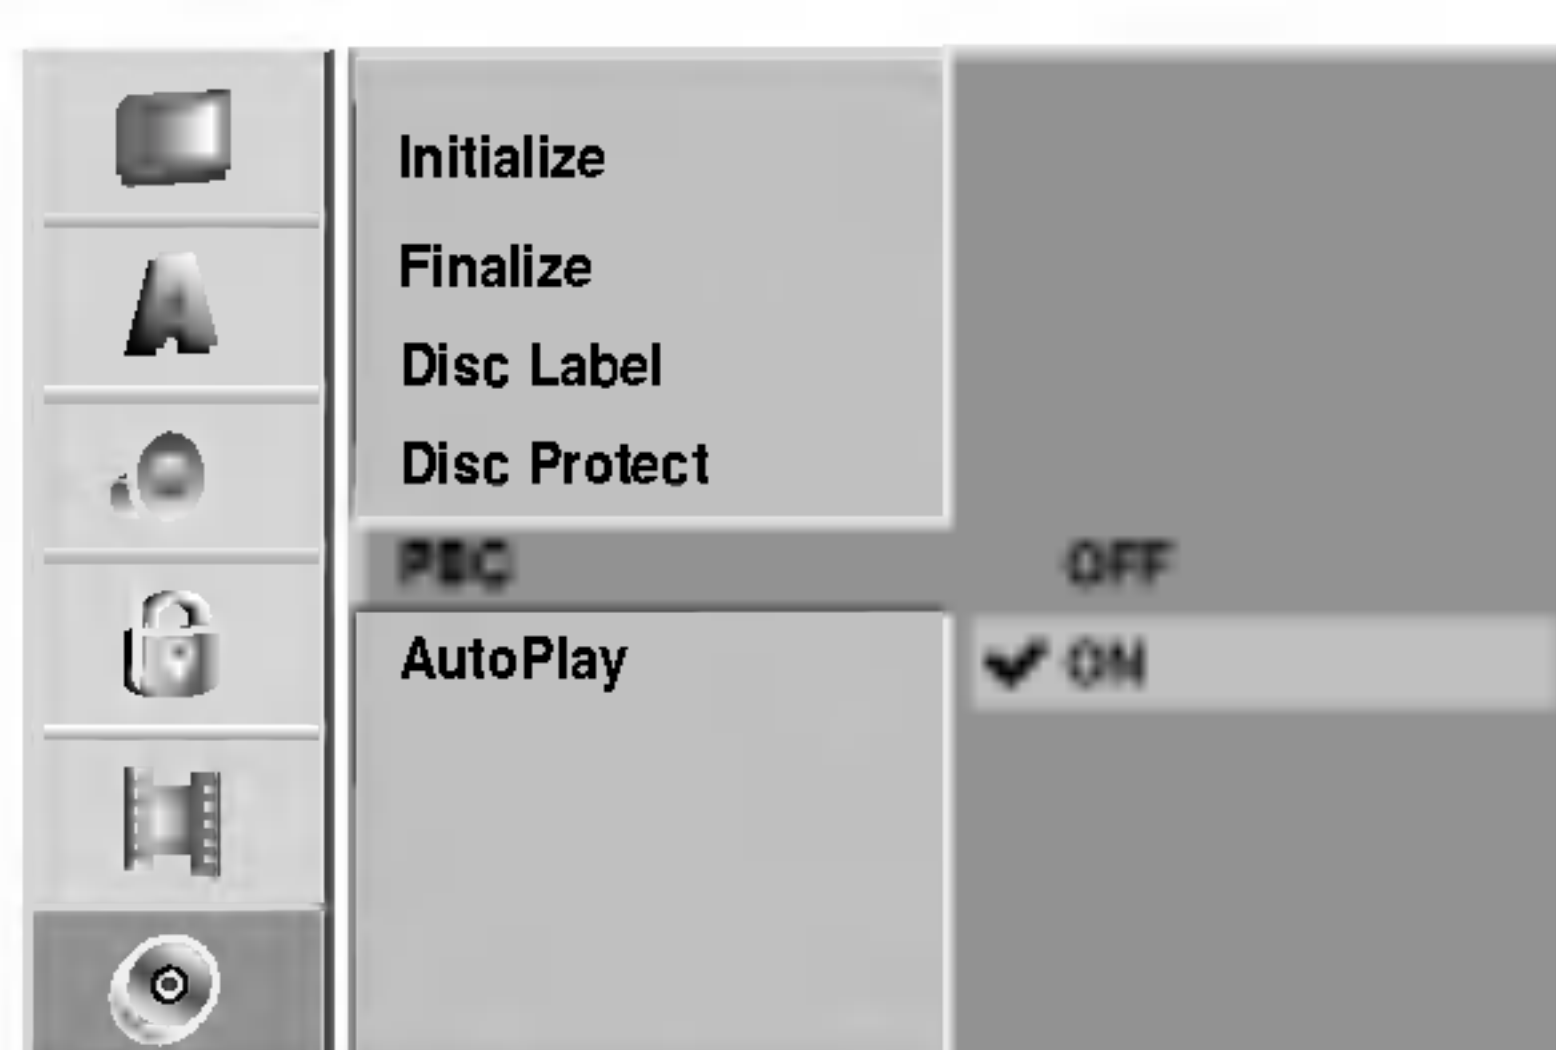 Initialize
Finalize
Disc Label
Disc Protect
PBC OFF
AutoPlay ON